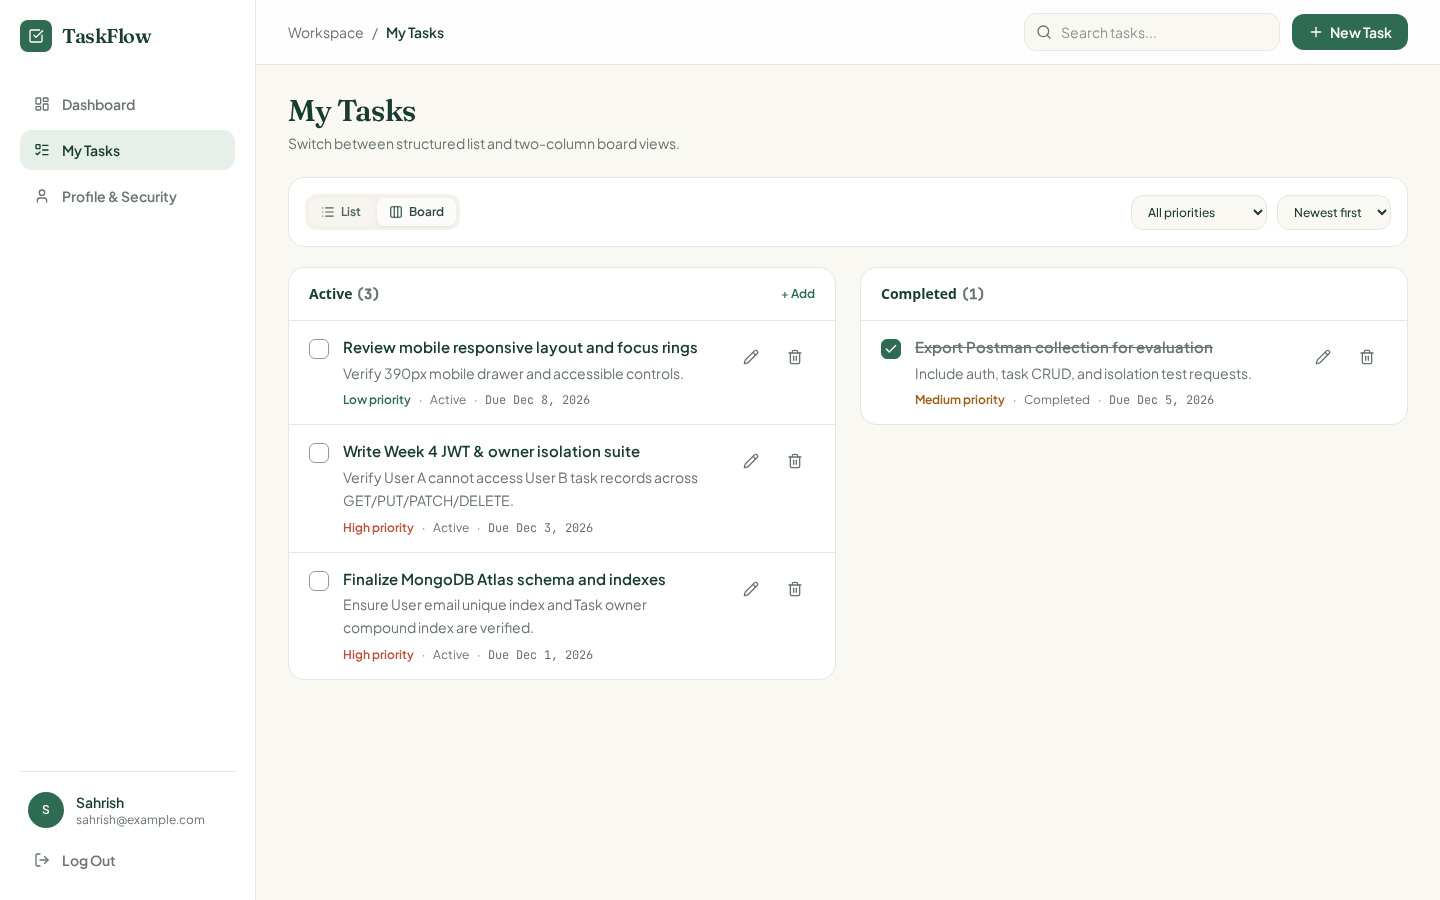 TaskFlow
Dashboard
My Tasks
Profile & Security
S
Sahrish
sahrish@example.com
Log Out
Workspace / My Tasks
Search tasks...
New Task
My Tasks
Switch between structured list and two-column board views.
List
Board
All priorities
Newest first
Active (3)
+ Add
Review mobile responsive layout and focus rings
Verify 390px mobile drawer and accessible controls.
Low priority · Active · Due Dec 8, 2026
Write Week 4 JWT & owner isolation suite
Verify User A cannot access User B task records across
GET/PUT/PATCH/DELETE.
High priority · Active · Due Dec 3, 2026
Finalize MongoDB Atlas schema and indexes
Ensure User email unique index and Task owner
compound index are verified.
High priority · Active · Due Dec 1, 2026
Completed (1)
Export Postman collection for evaluation
Include auth, task CRUD, and isolation test requests.
Medium priority · Completed · Due Dec 5, 2026